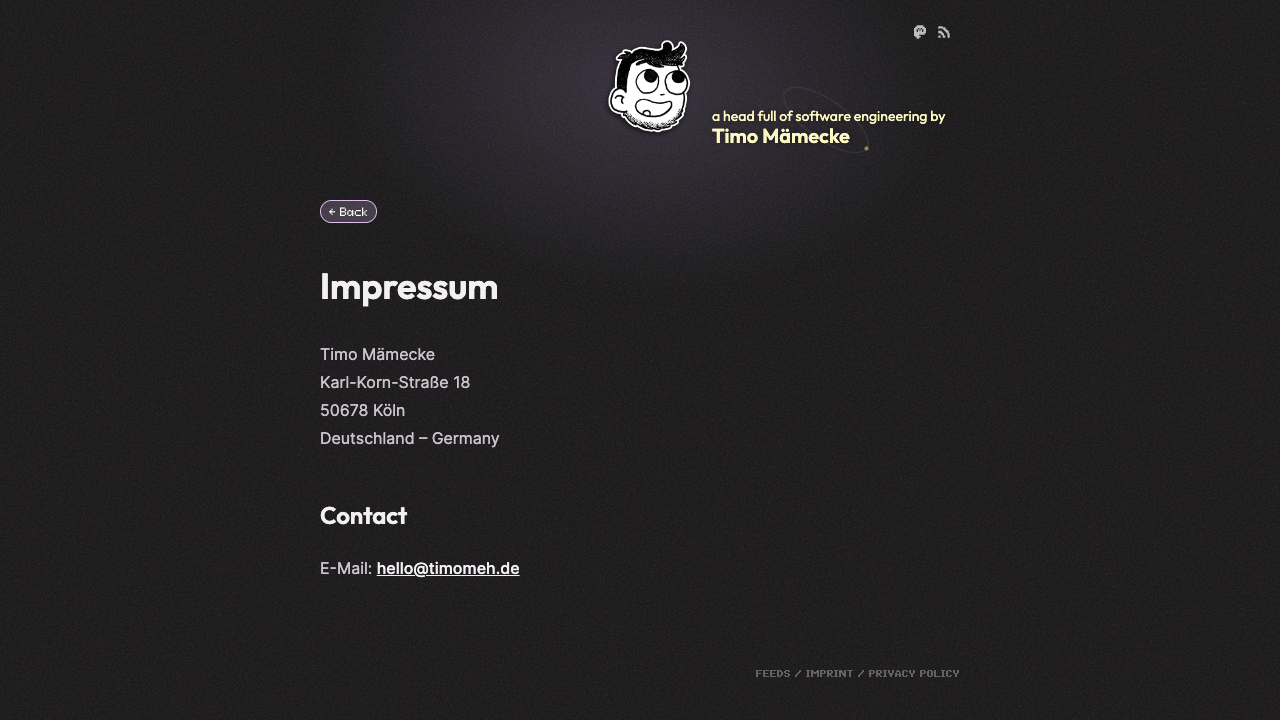 a head full of software engineering by
Timo Mämecke
← Back
Impressum
Timo Mämecke
Karl-Korn-Straße 18
50678 Köln
Deutschland – Germany
Contact
E-Mail: hello@timomeh.de
FEEDS / IMPRINT / PRIVACY POLICY